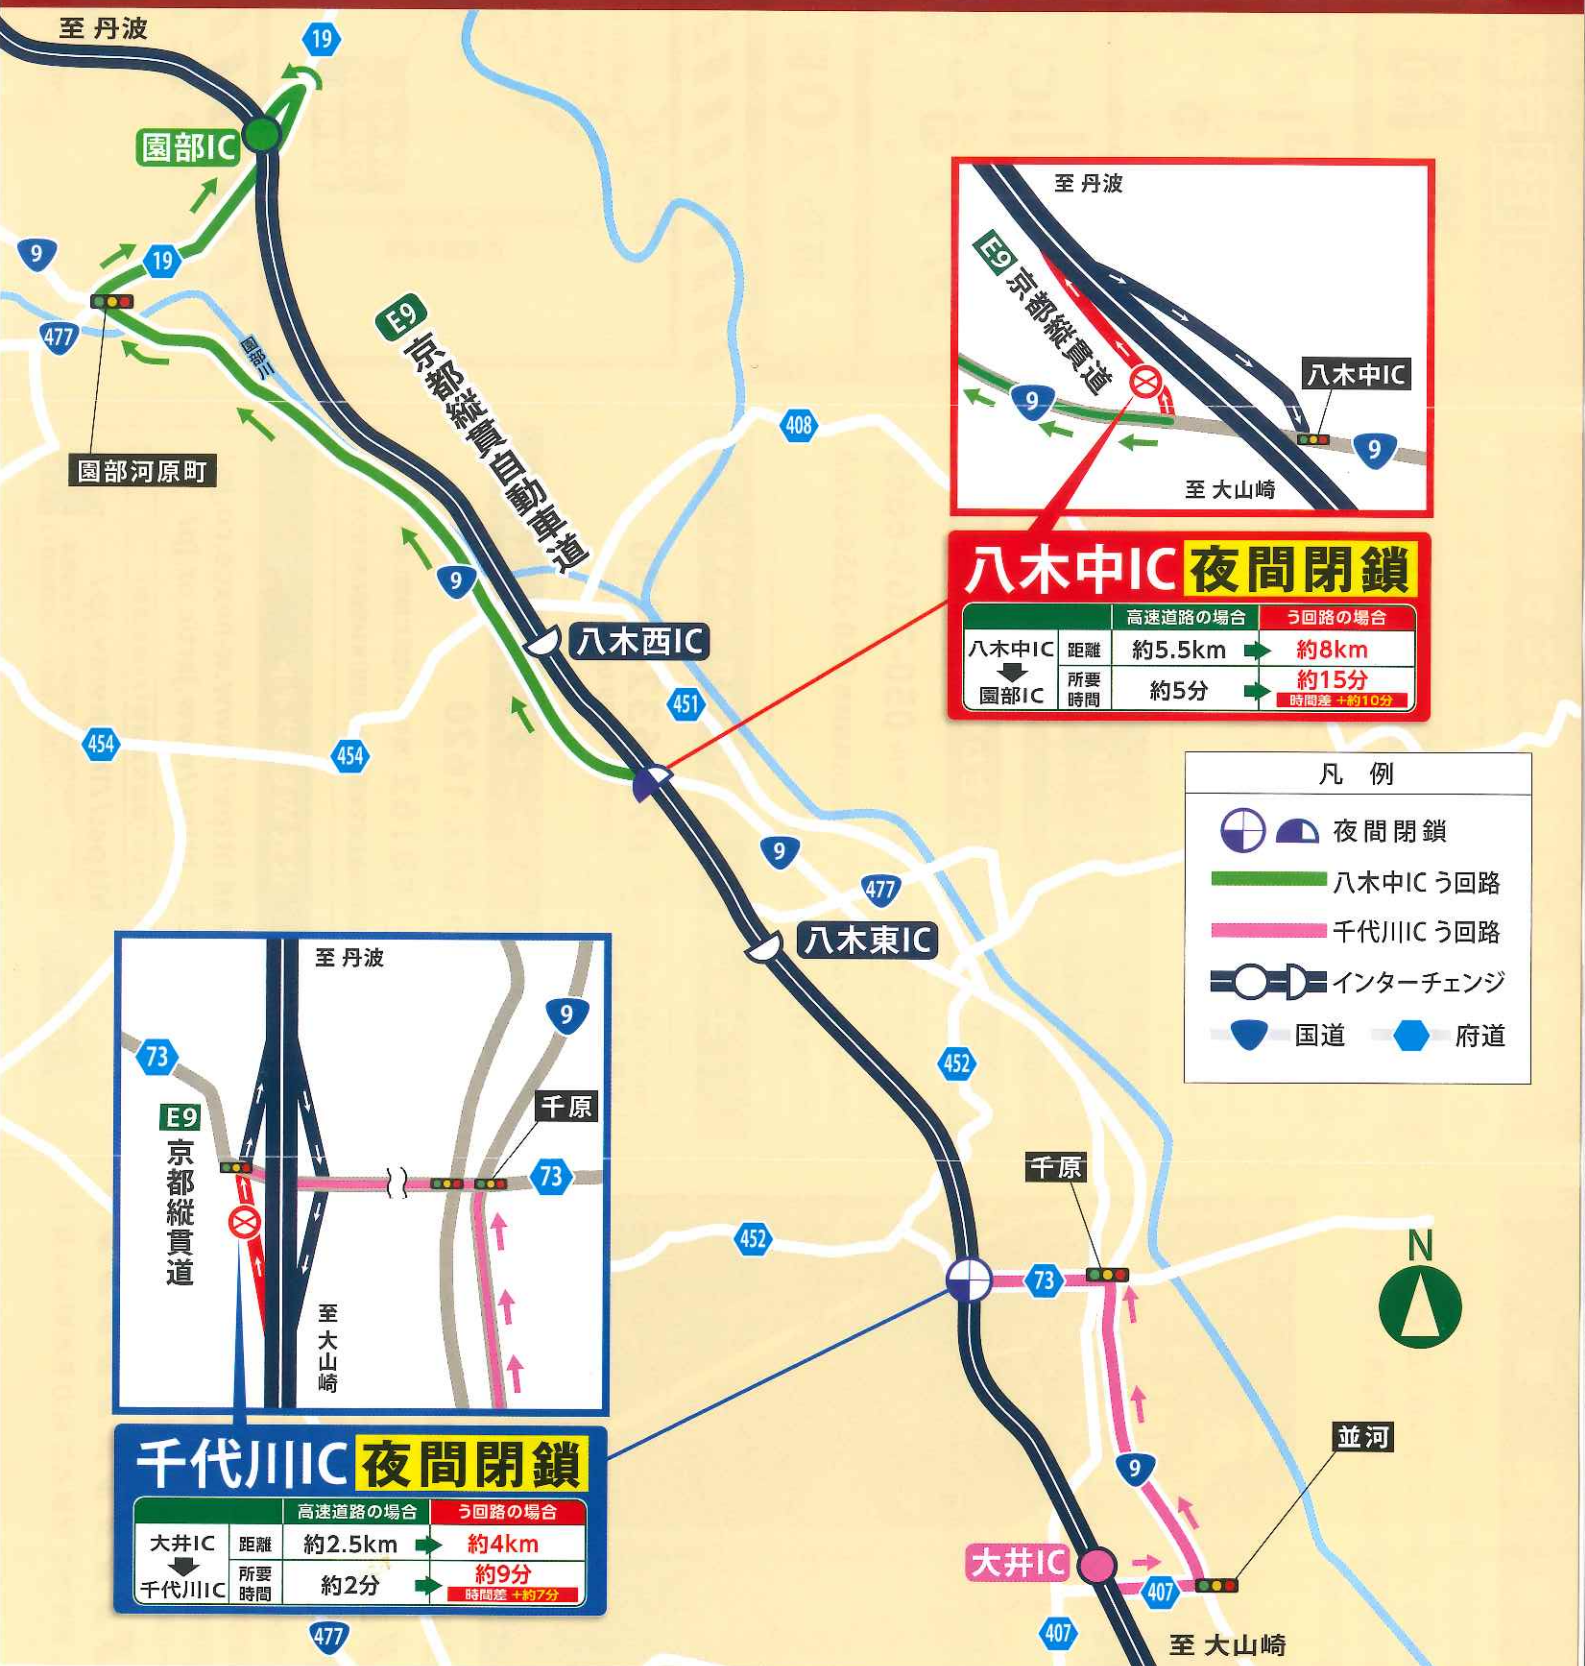 至 丹波
19
園部IC
19
9
477
園部川
園部河原町
E9
京都縦貫自動車道
408
9
八木西IC
451
454
454
9
477
八木東IC
452
452
千原
73
9
並河
大井IC
407
407
至 大山崎
477
N
至 丹波
E9
京都縦貫道
八木中IC
9
9
至 大山崎
八木中IC 夜間閉鎖
高速道路の場合 う回路の場合
八木中IC 距離 約5.5km 約8km
園部IC 所要時間 約5分 約15分
時間差 +約10分
凡 例
夜間閉鎖
八木中IC う回路
千代川IC う回路
インターチェンジ
国道 府道
至 丹波
9
73
E9
京都縦貫道
千原
73
至 大山崎
千代川IC 夜間閉鎖
高速道路の場合 う回路の場合
大井IC 距離 約2.5km 約4km
千代川IC 所要時間 約2分 約9分
時間差 +約7分